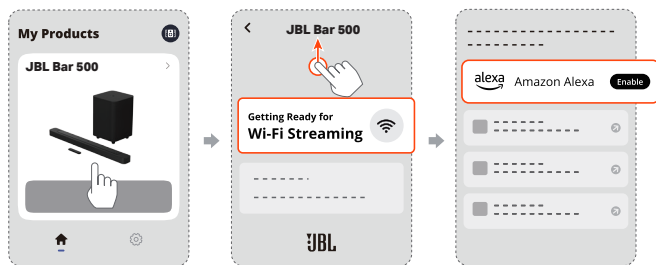 My Products
JBL Bar 500
JBL Bar 500
Getting Ready for
Wi-Fi Streaming
JBL
alexa
Amazon Alexa
Enable